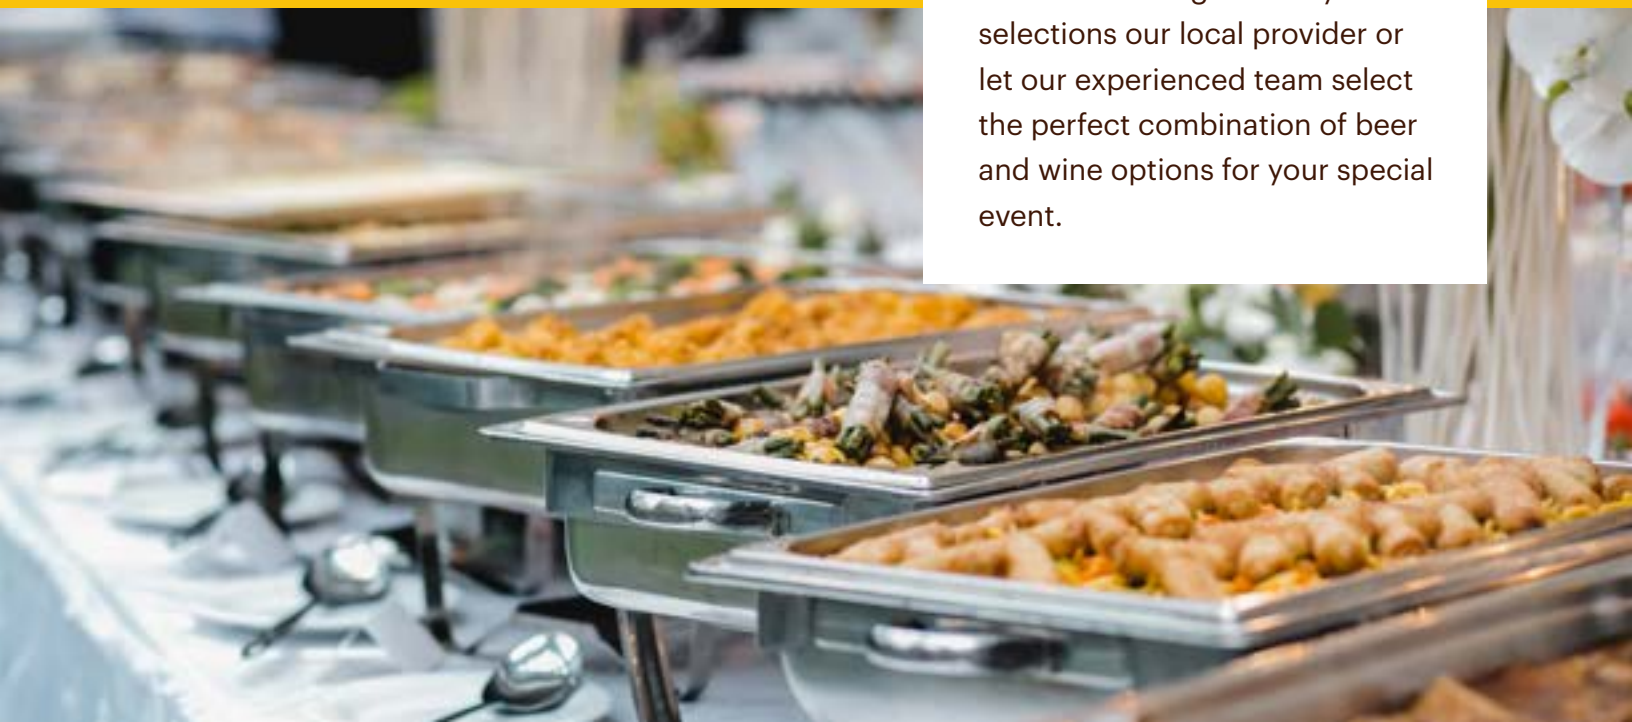 selections our local provider or
let our experienced team select
the perfect combination of beer
and wine options for your special
event.